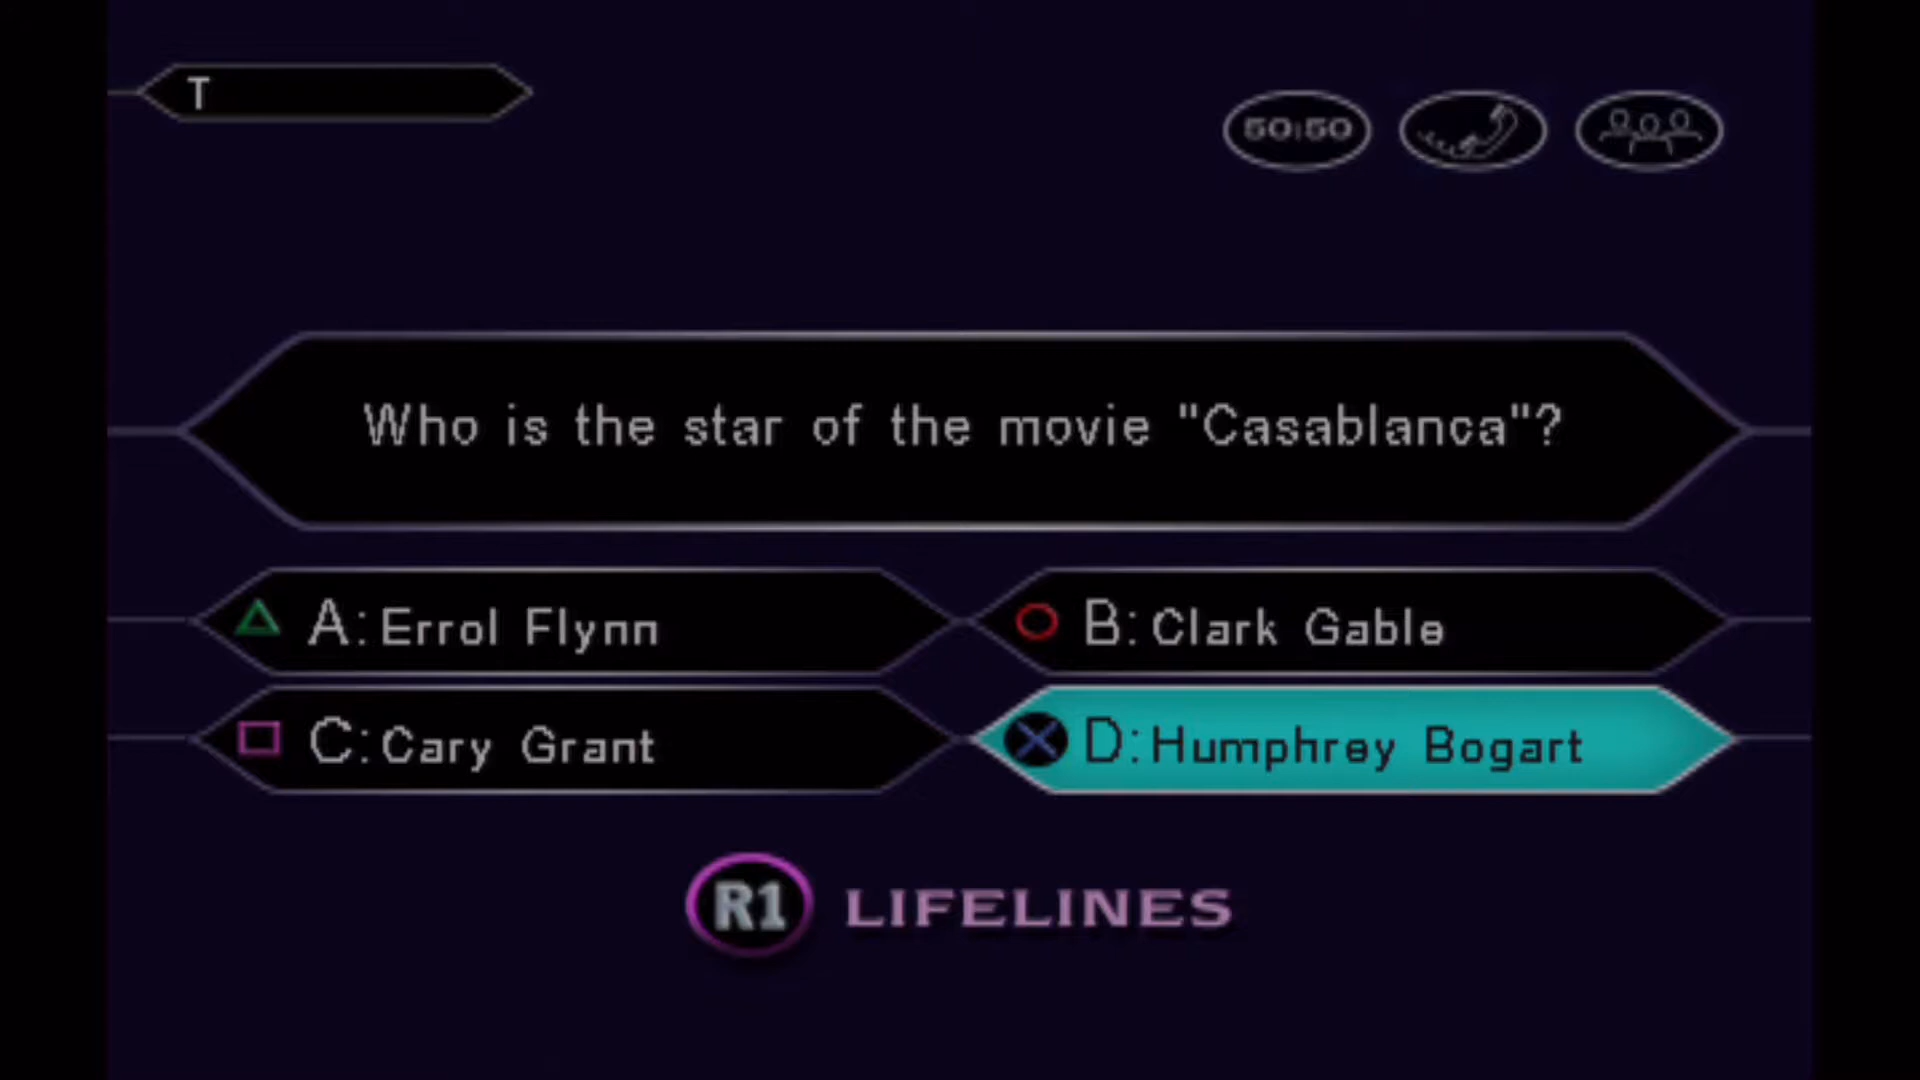 T
50:50
Who is the star of the movie "Casablanca"?
A: Errol Flynn
B: Clark Gable
C: Cary Grant
D: Humphrey Bogart
R1 LIFELINES